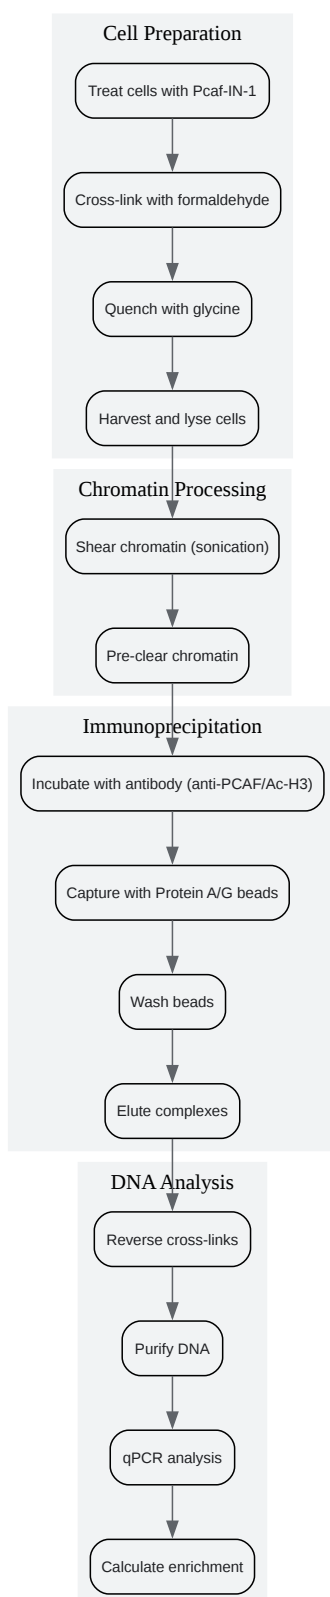 Cell Preparation
Treat cells with Pcaf-IN-1
Cross-link with formaldehyde
Quench with glycine
Harvest and lyse cells
Chromatin Processing
Shear chromatin (sonication)
Pre-clear chromatin
Immunoprecipitation
Incubate with antibody (anti-PCAF/Ac-H3)
Capture with Protein A/G beads
Wash beads
Elute complexes
DNA Analysis
Reverse cross-links
Purify DNA
qPCR analysis
Calculate enrichment